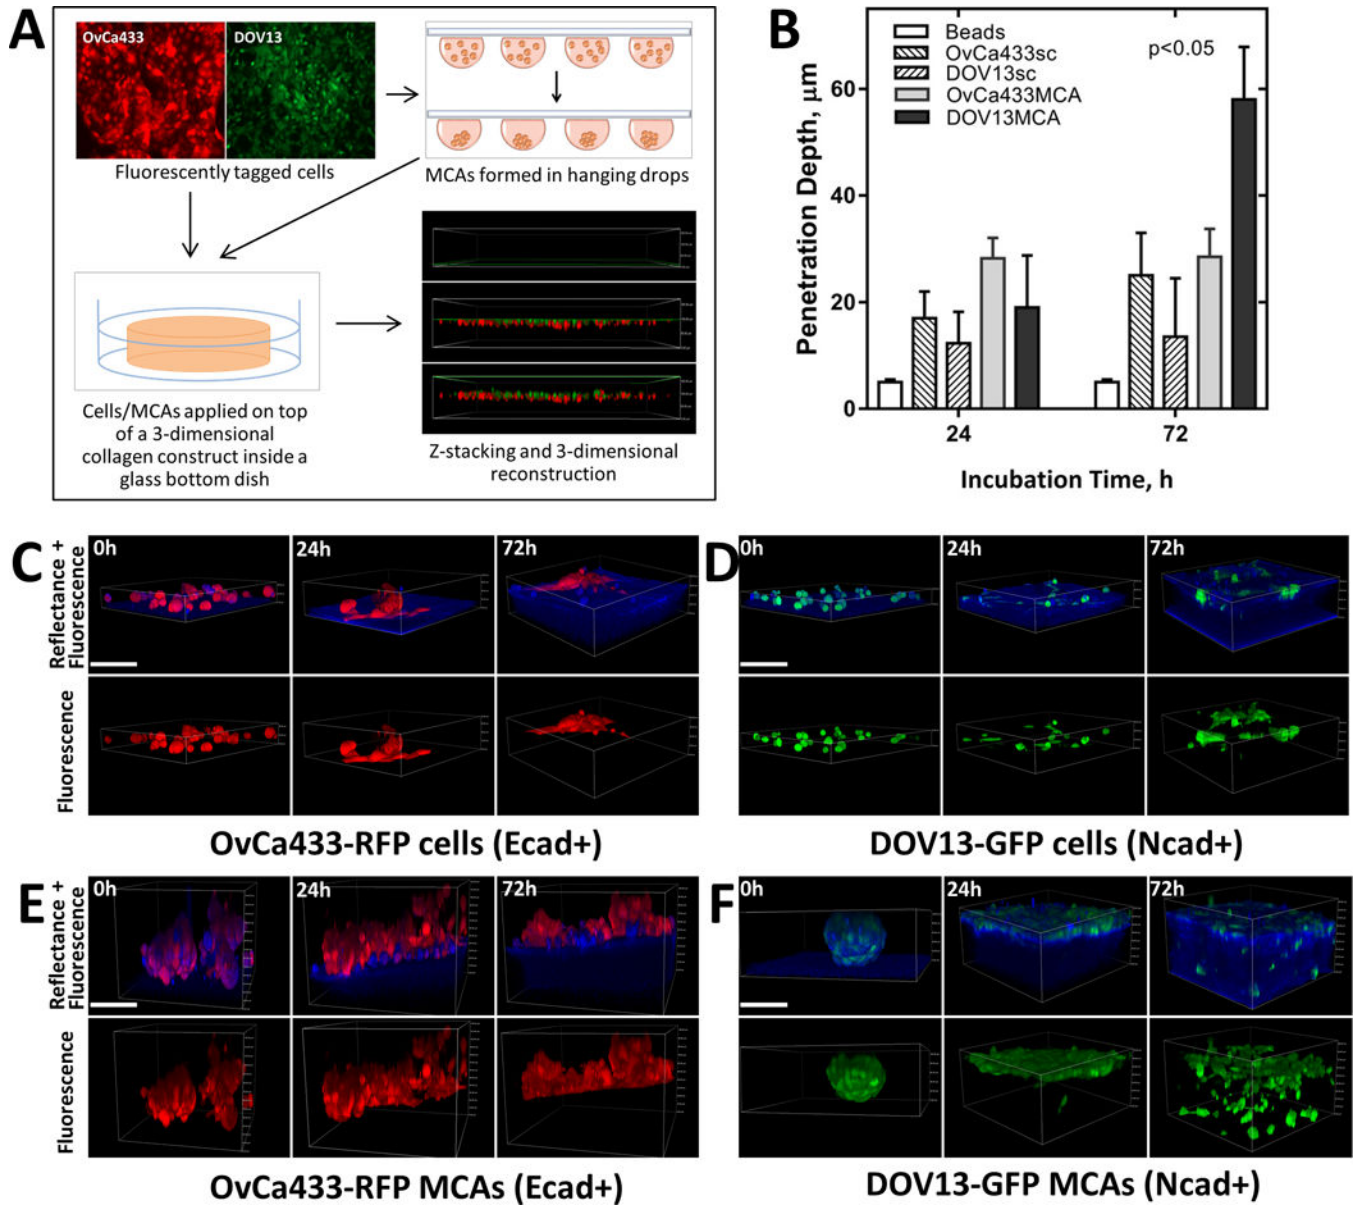 A
OvCa433
DOV13
Fluorescently tagged cells
MCAs formed in hanging drops
Cells/MCAs applied on top
of a 3-dimensional
collagen construct inside a
glass bottom dish
Z-stacking and 3-dimensional
reconstruction
B
Beads
OvCa433sc
DOV13sc
OvCa433MCA
DOV13MCA
p<0.05
Penetration Depth, µm
60
40
20
0
24
72
Incubation Time, h
C
Reflectance +
Fluorescence
0h
24h
72h
Fluorescence
OvCa433-RFP cells (Ecad+)
D
0h
24h
72h
DOV13-GFP cells (Ncad+)
E
Reflectance +
Fluorescence
0h
24h
72h
Fluorescence
OvCa433-RFP MCAs (Ecad+)
F
0h
24h
72h
DOV13-GFP MCAs (Ncad+)